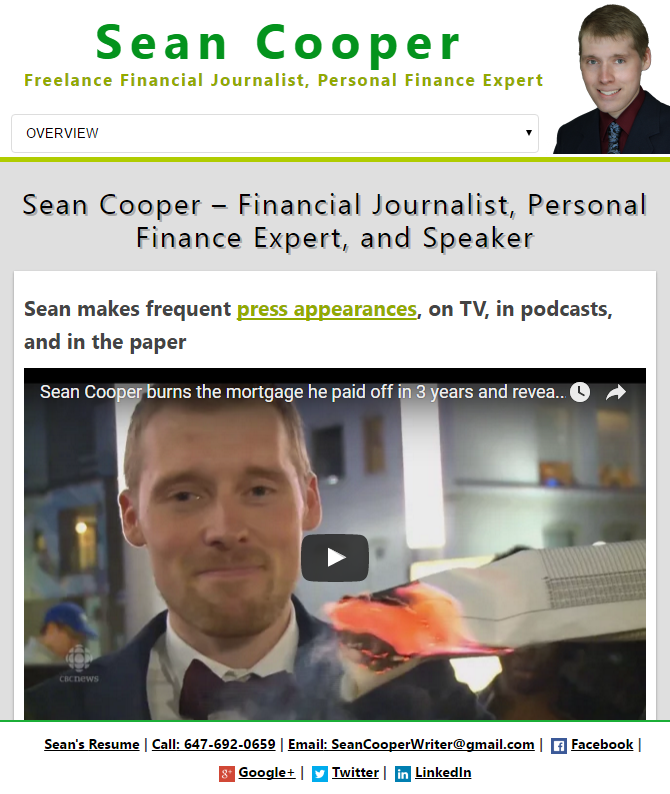 Sean Cooper
Freelance Financial Journalist, Personal Finance Expert
OVERVIEW
Sean Cooper – Financial Journalist, Personal
Finance Expert, and Speaker
Sean makes frequent press appearances, on TV, in podcasts,
and in the paper
Sean Cooper burns the mortgage he paid off in 3 years and revea...
CBCnews
Sean's Resume | Call: 647-692-0659 | Email: SeanCooperWriter@gmail.com | f Facebook |
g+ Google+ | Twitter | in LinkedIn